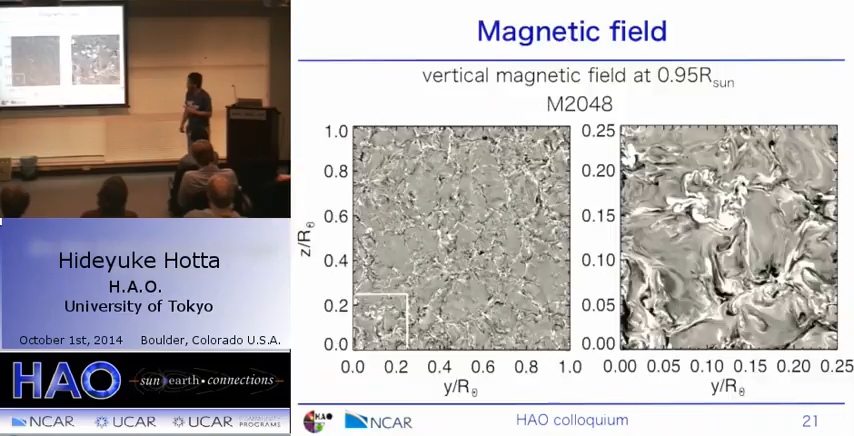 Magnetic field
vertical magnetic field at 0.95Rsun
M2048
1.0
0.8
0.6
0.4
0.2
0.0
z/R⊙
0.0 0.2 0.4 0.6 0.8 1.0
y/R⊙
0.25
0.20
0.15
0.10
0.05
0.00
0.00 0.05 0.10 0.15 0.20 0.25
y/R⊙
Hideyuke Hotta
H.A.O.
University of Tokyo
October 1st, 2014 Boulder, Colorado U.S.A.
HAO sun earth • connections
NCAR UCAR UCAR COMMUNITY PROGRAMS
HAO NCAR HAO colloquium 21